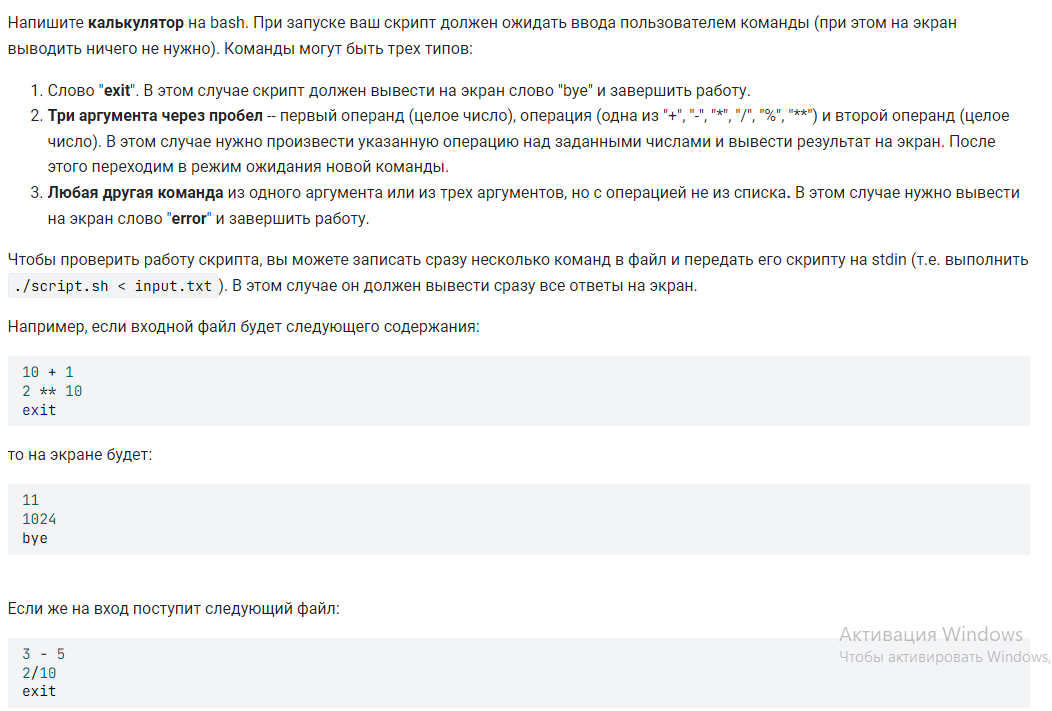 Напишите калькулятор на bash. При запуске ваш скрипт должен ожидать ввода пользователем команды (при этом на экран
выводить ничего не нужно). Команды могут быть трех типов:
1. Слово "exit". В этом случае скрипт должен вывести на экран слово "bye" и завершить работу.
2. Три аргумента через пробел -- первый операнд (целое число), операция (одна из "+", "-", "*", "/", "%", "**") и второй операнд (целое
число). В этом случае нужно произвести указанную операцию над заданными числами и вывести результат на экран. После
этого переходим в режим ожидания новой команды.
3. Любая другая команда из одного аргумента или из трех аргументов, но с операцией не из списка. В этом случае нужно вывести
на экран слово "error" и завершить работу.
Чтобы проверить работу скрипта, вы можете записать сразу несколько команд в файл и передать его скрипту на stdin (т.е. выполнить
./script.sh < input.txt ). В этом случае он должен вывести сразу все ответы на экран.
Например, если входной файл будет следующего содержания:
10 + 1
2 ** 10
exit
то на экране будет:
11
1024
bye
Если же на вход поступит следующий файл:
Активация Windows
Чтобы активировать Windows,
3 - 5
2/10
exit